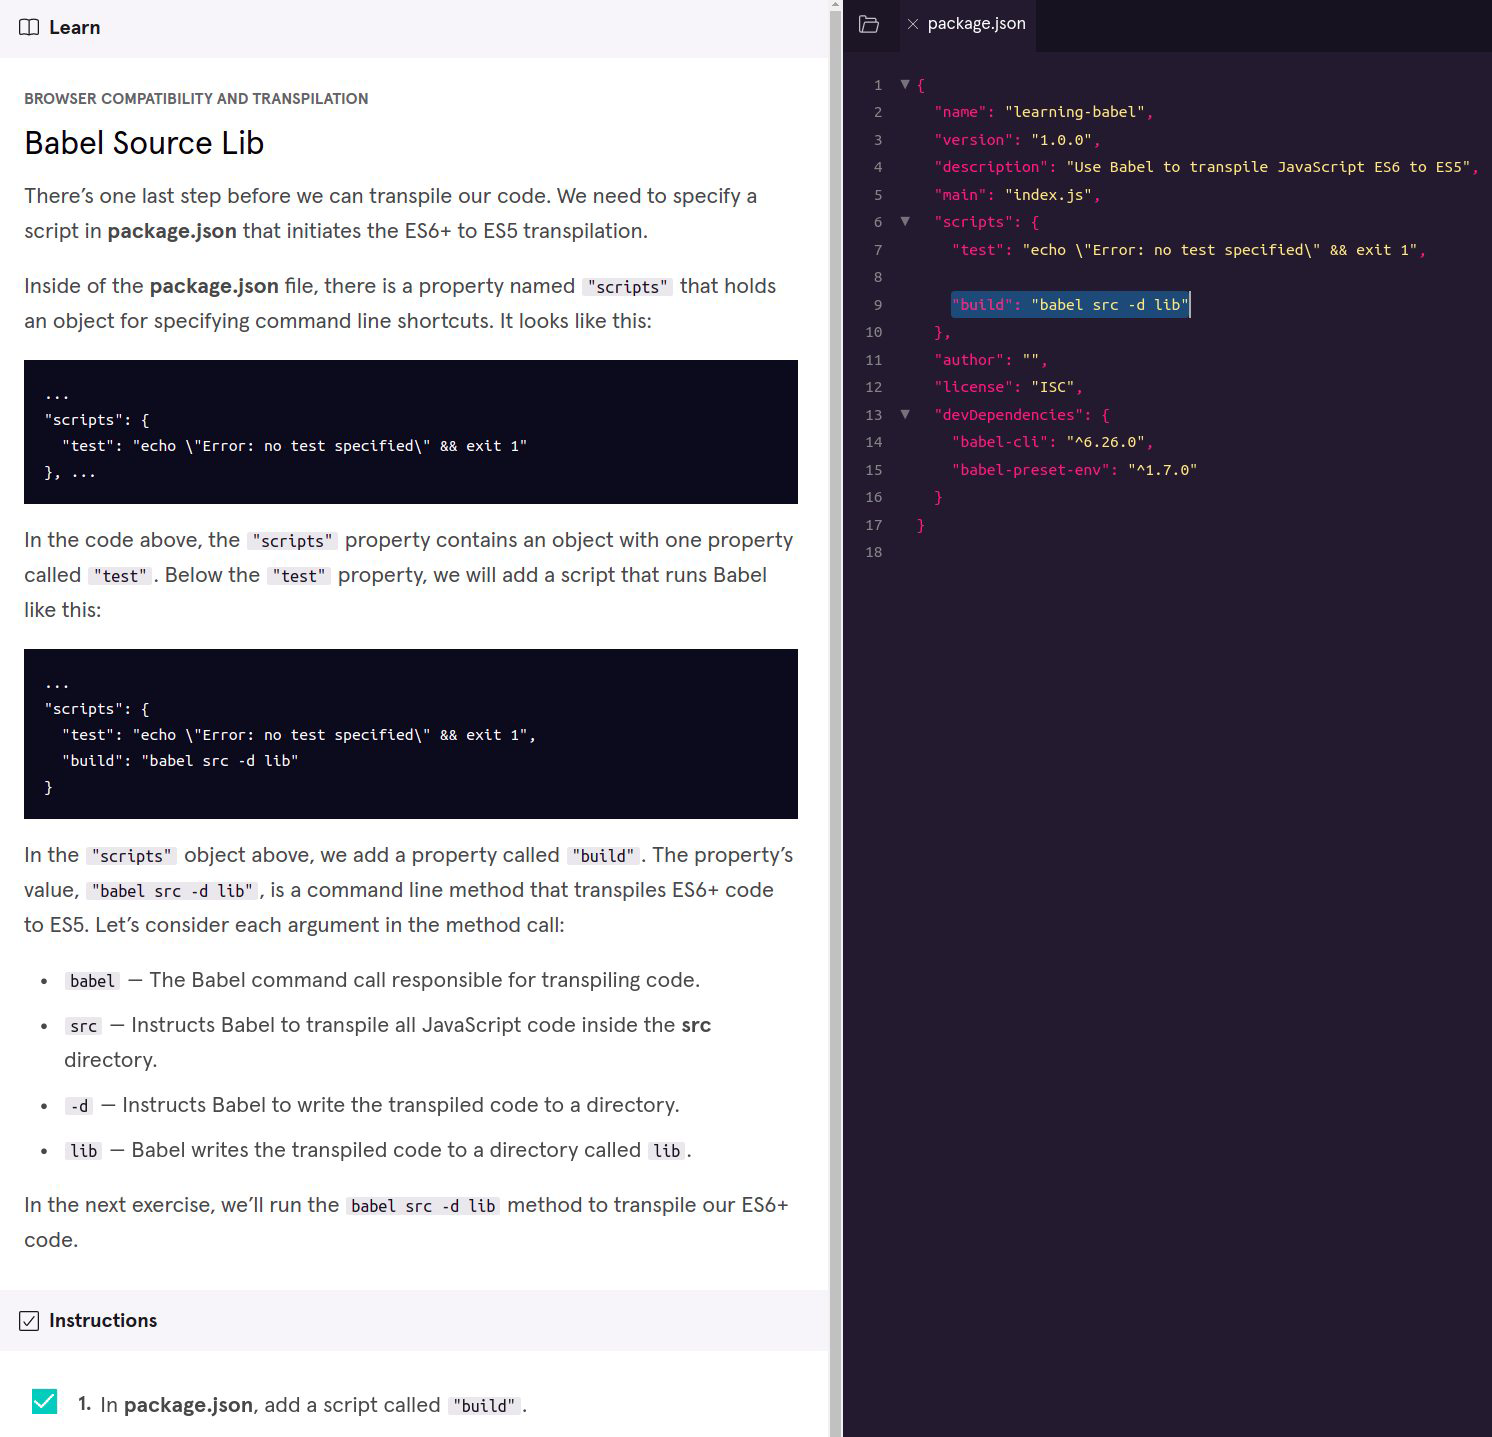 Learn
BROWSER COMPATIBILITY AND TRANSPILATION
Babel Source Lib
There’s one last step before we can transpile our code. We need to specify a
script in package.json that initiates the ES6+ to ES5 transpilation.
Inside of the package.json file, there is a property named "scripts" that holds
an object for specifying command line shortcuts. It looks like this:
...
"scripts": {
  "test": "echo \"Error: no test specified\" && exit 1"
}, ...
In the code above, the "scripts" property contains an object with one property
called "test". Below the "test" property, we will add a script that runs Babel
like this:
...
"scripts": {
  "test": "echo \"Error: no test specified\" && exit 1",
  "build": "babel src -d lib"
}
In the "scripts" object above, we add a property called "build". The property’s
value, "babel src -d lib", is a command line method that transpiles ES6+ code
to ES5. Let’s consider each argument in the method call:
• babel — The Babel command call responsible for transpiling code.
• src — Instructs Babel to transpile all JavaScript code inside the src
directory.
• -d — Instructs Babel to write the transpiled code to a directory.
• lib — Babel writes the transpiled code to a directory called lib.
In the next exercise, we’ll run the babel src -d lib method to transpile our ES6+
code.
Instructions
1. In package.json, add a script called "build".
package.json
1 {
2   "name": "learning-babel",
3   "version": "1.0.0",
4   "description": "Use Babel to transpile JavaScript ES6 to ES5",
5   "main": "index.js",
6   "scripts": {
7     "test": "echo \"Error: no test specified\" && exit 1",
8
9     "build": "babel src -d lib"
10   },
11   "author": "",
12   "license": "ISC",
13   "devDependencies": {
14     "babel-cli": "^6.26.0",
15     "babel-preset-env": "^1.7.0"
16   }
17 }
18